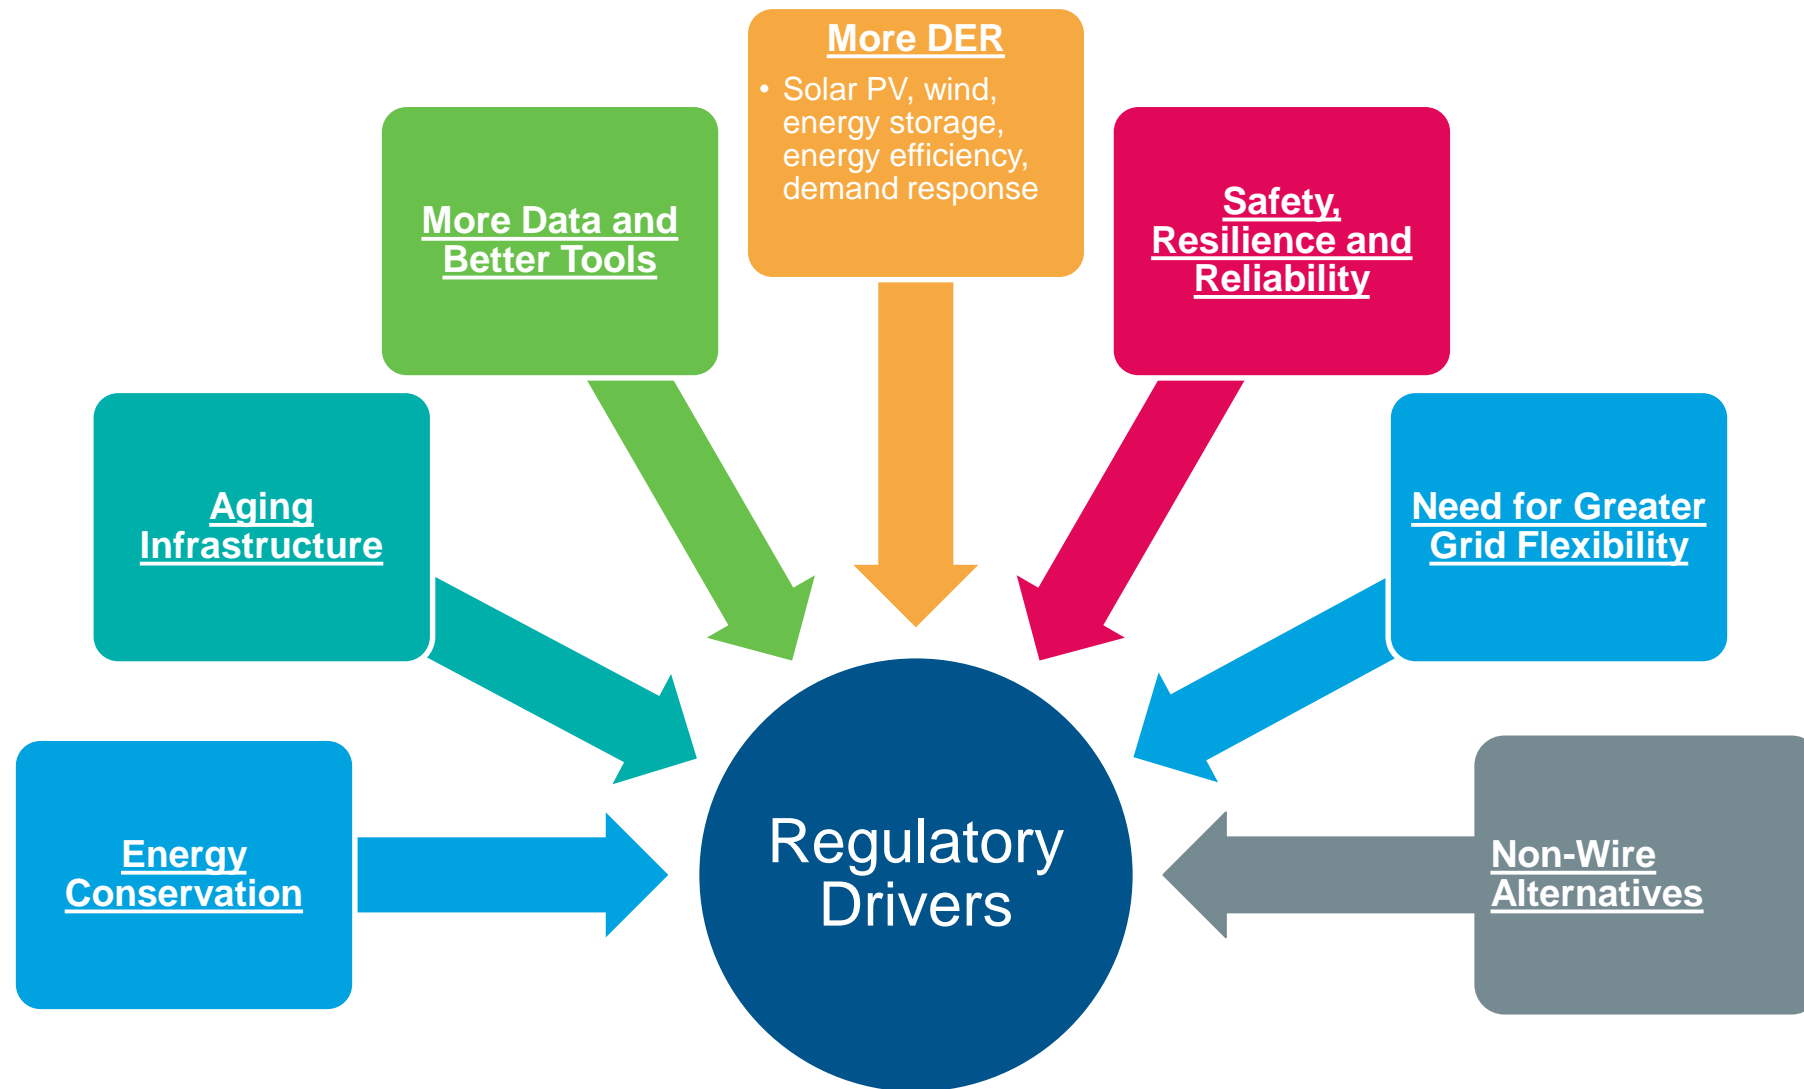 More DER
• Solar PV, wind,
energy storage,
energy efficiency,
demand response
More Data and
Better Tools
Safety,
Resilience and
Reliability
Aging
Infrastructure
Need for Greater
Grid Flexibility
Energy
Conservation
Regulatory
Drivers
Non-Wire
Alternatives